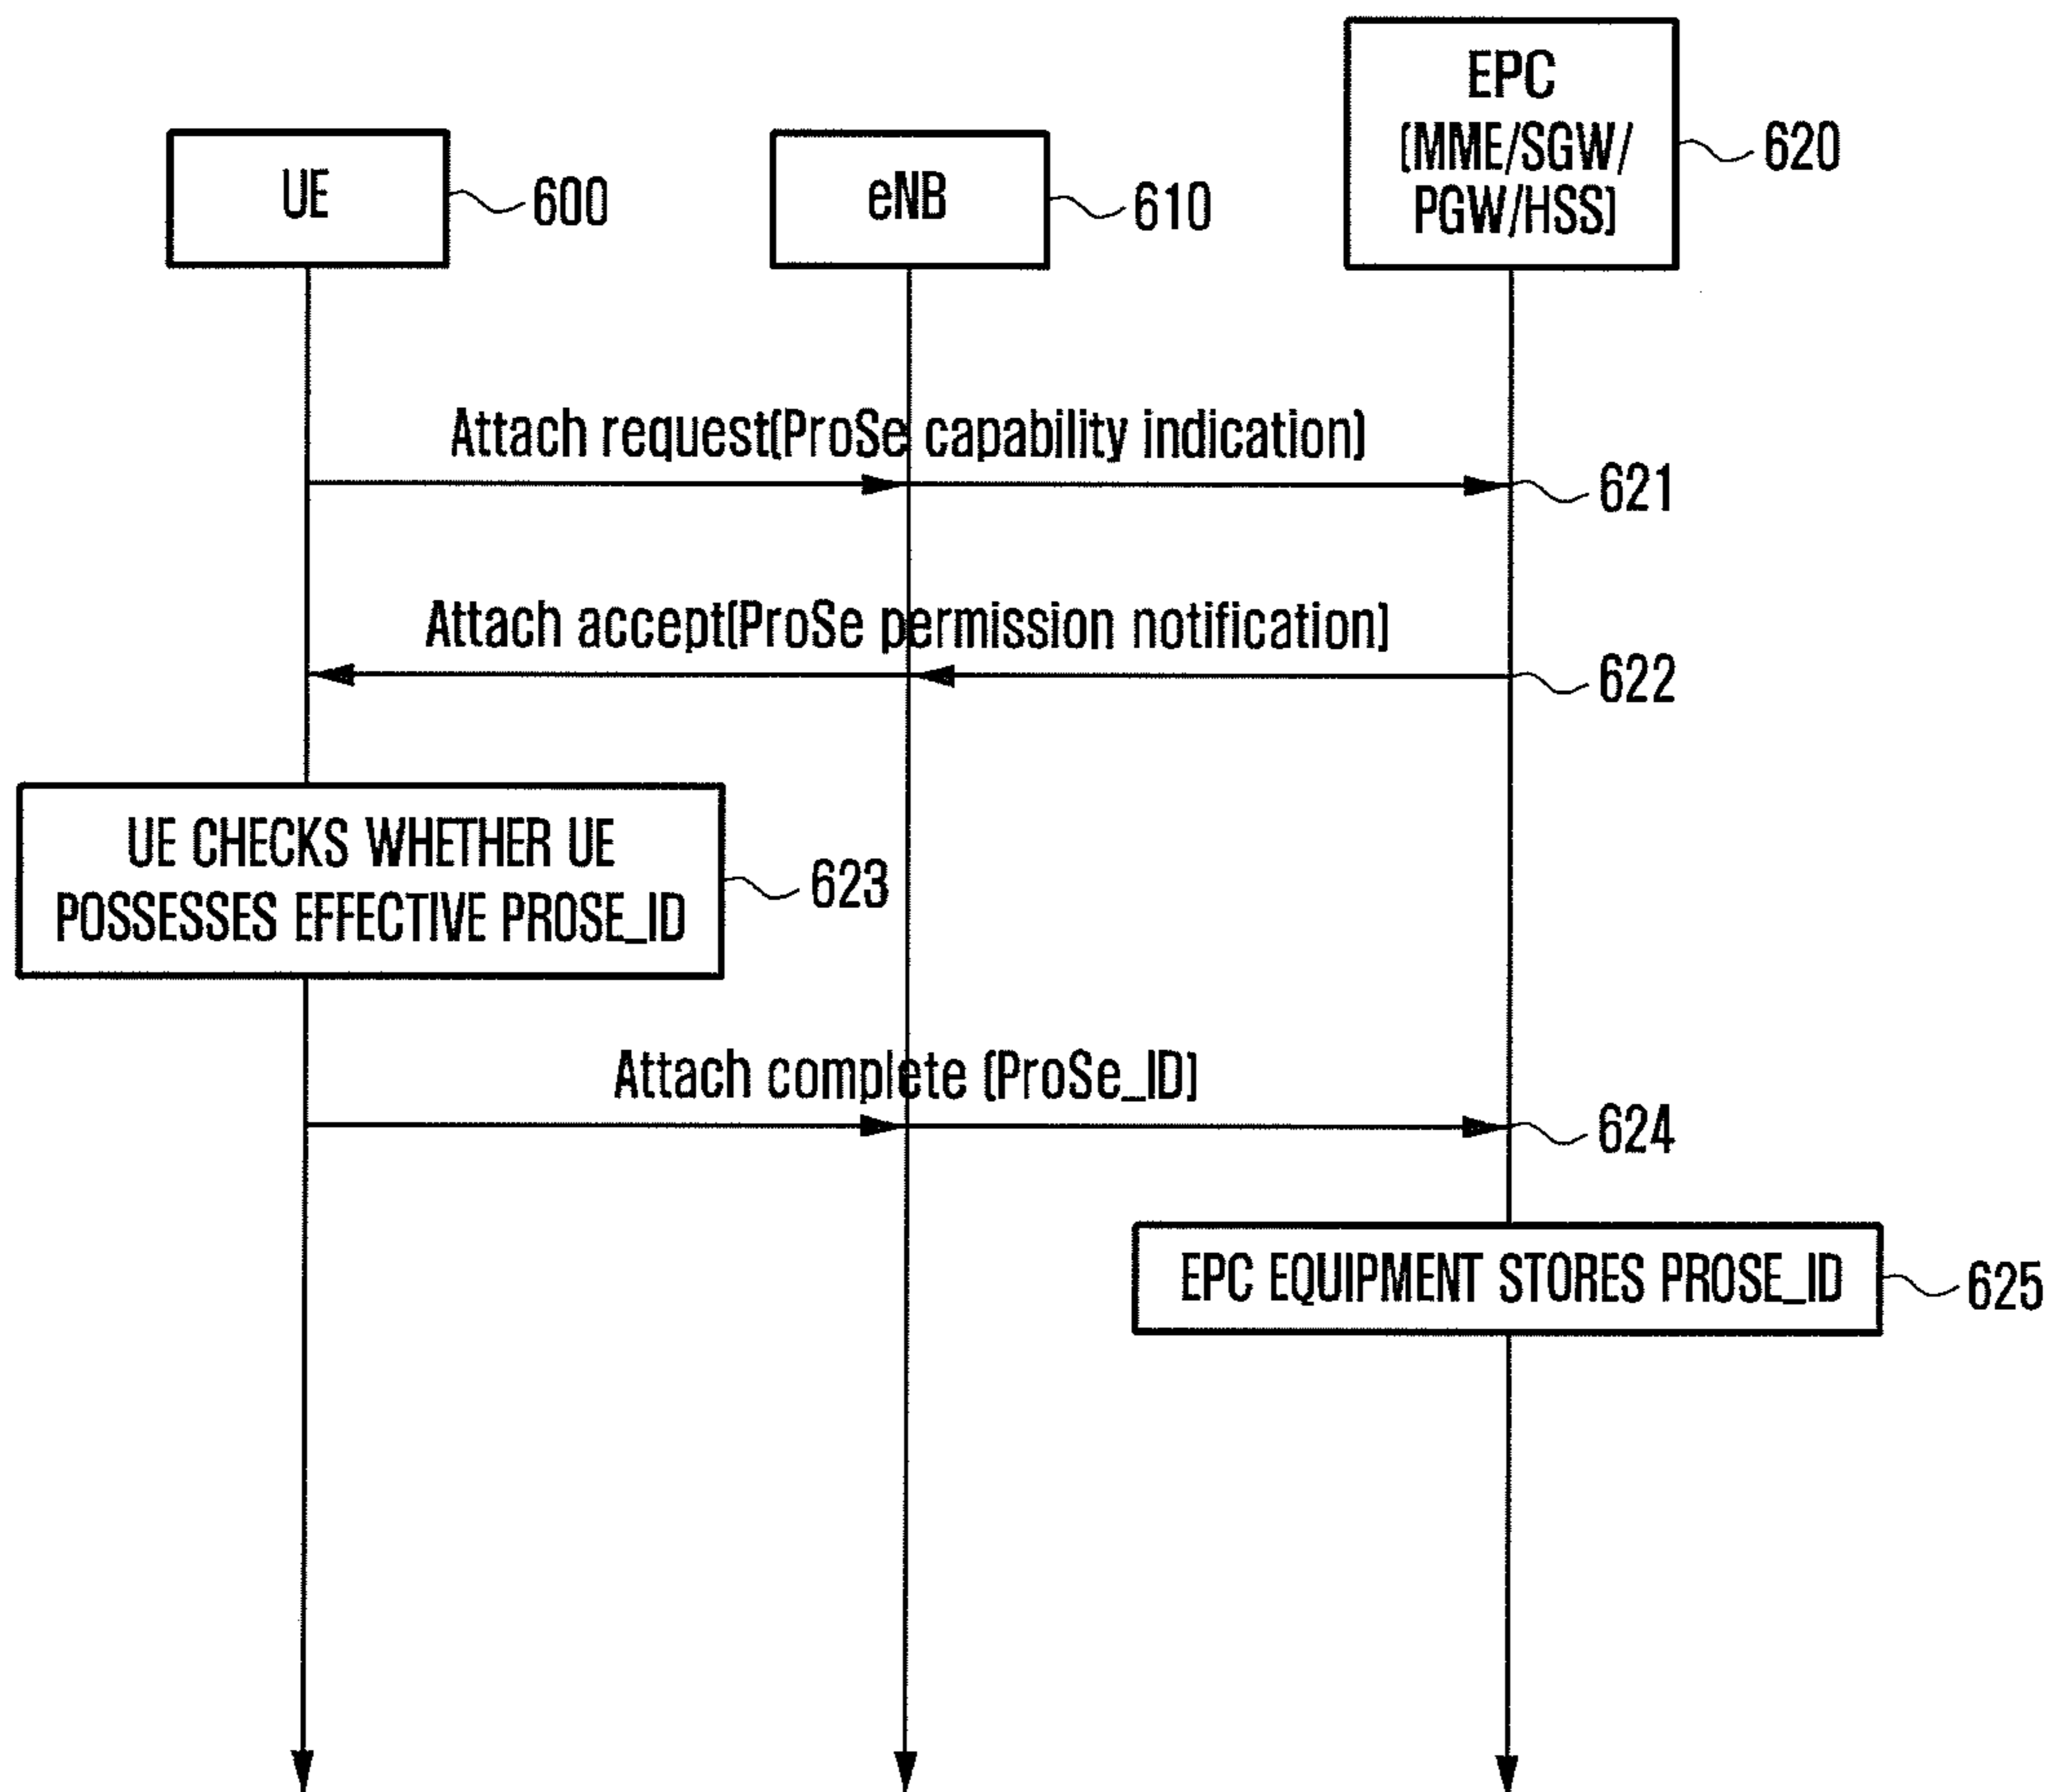 EPC
(MME/SGW/
PGW/HSS)
620
UE
600
eNB
610
Attach request(ProSe capability indication)
621
Attach accept(ProSe permission notification)
622
UE CHECKS WHETHER UE
POSSESSES EFFECTIVE PROSE_ID
623
Attach complete (ProSe_ID)
624
EPC EQUIPMENT STORES PROSE_ID
625